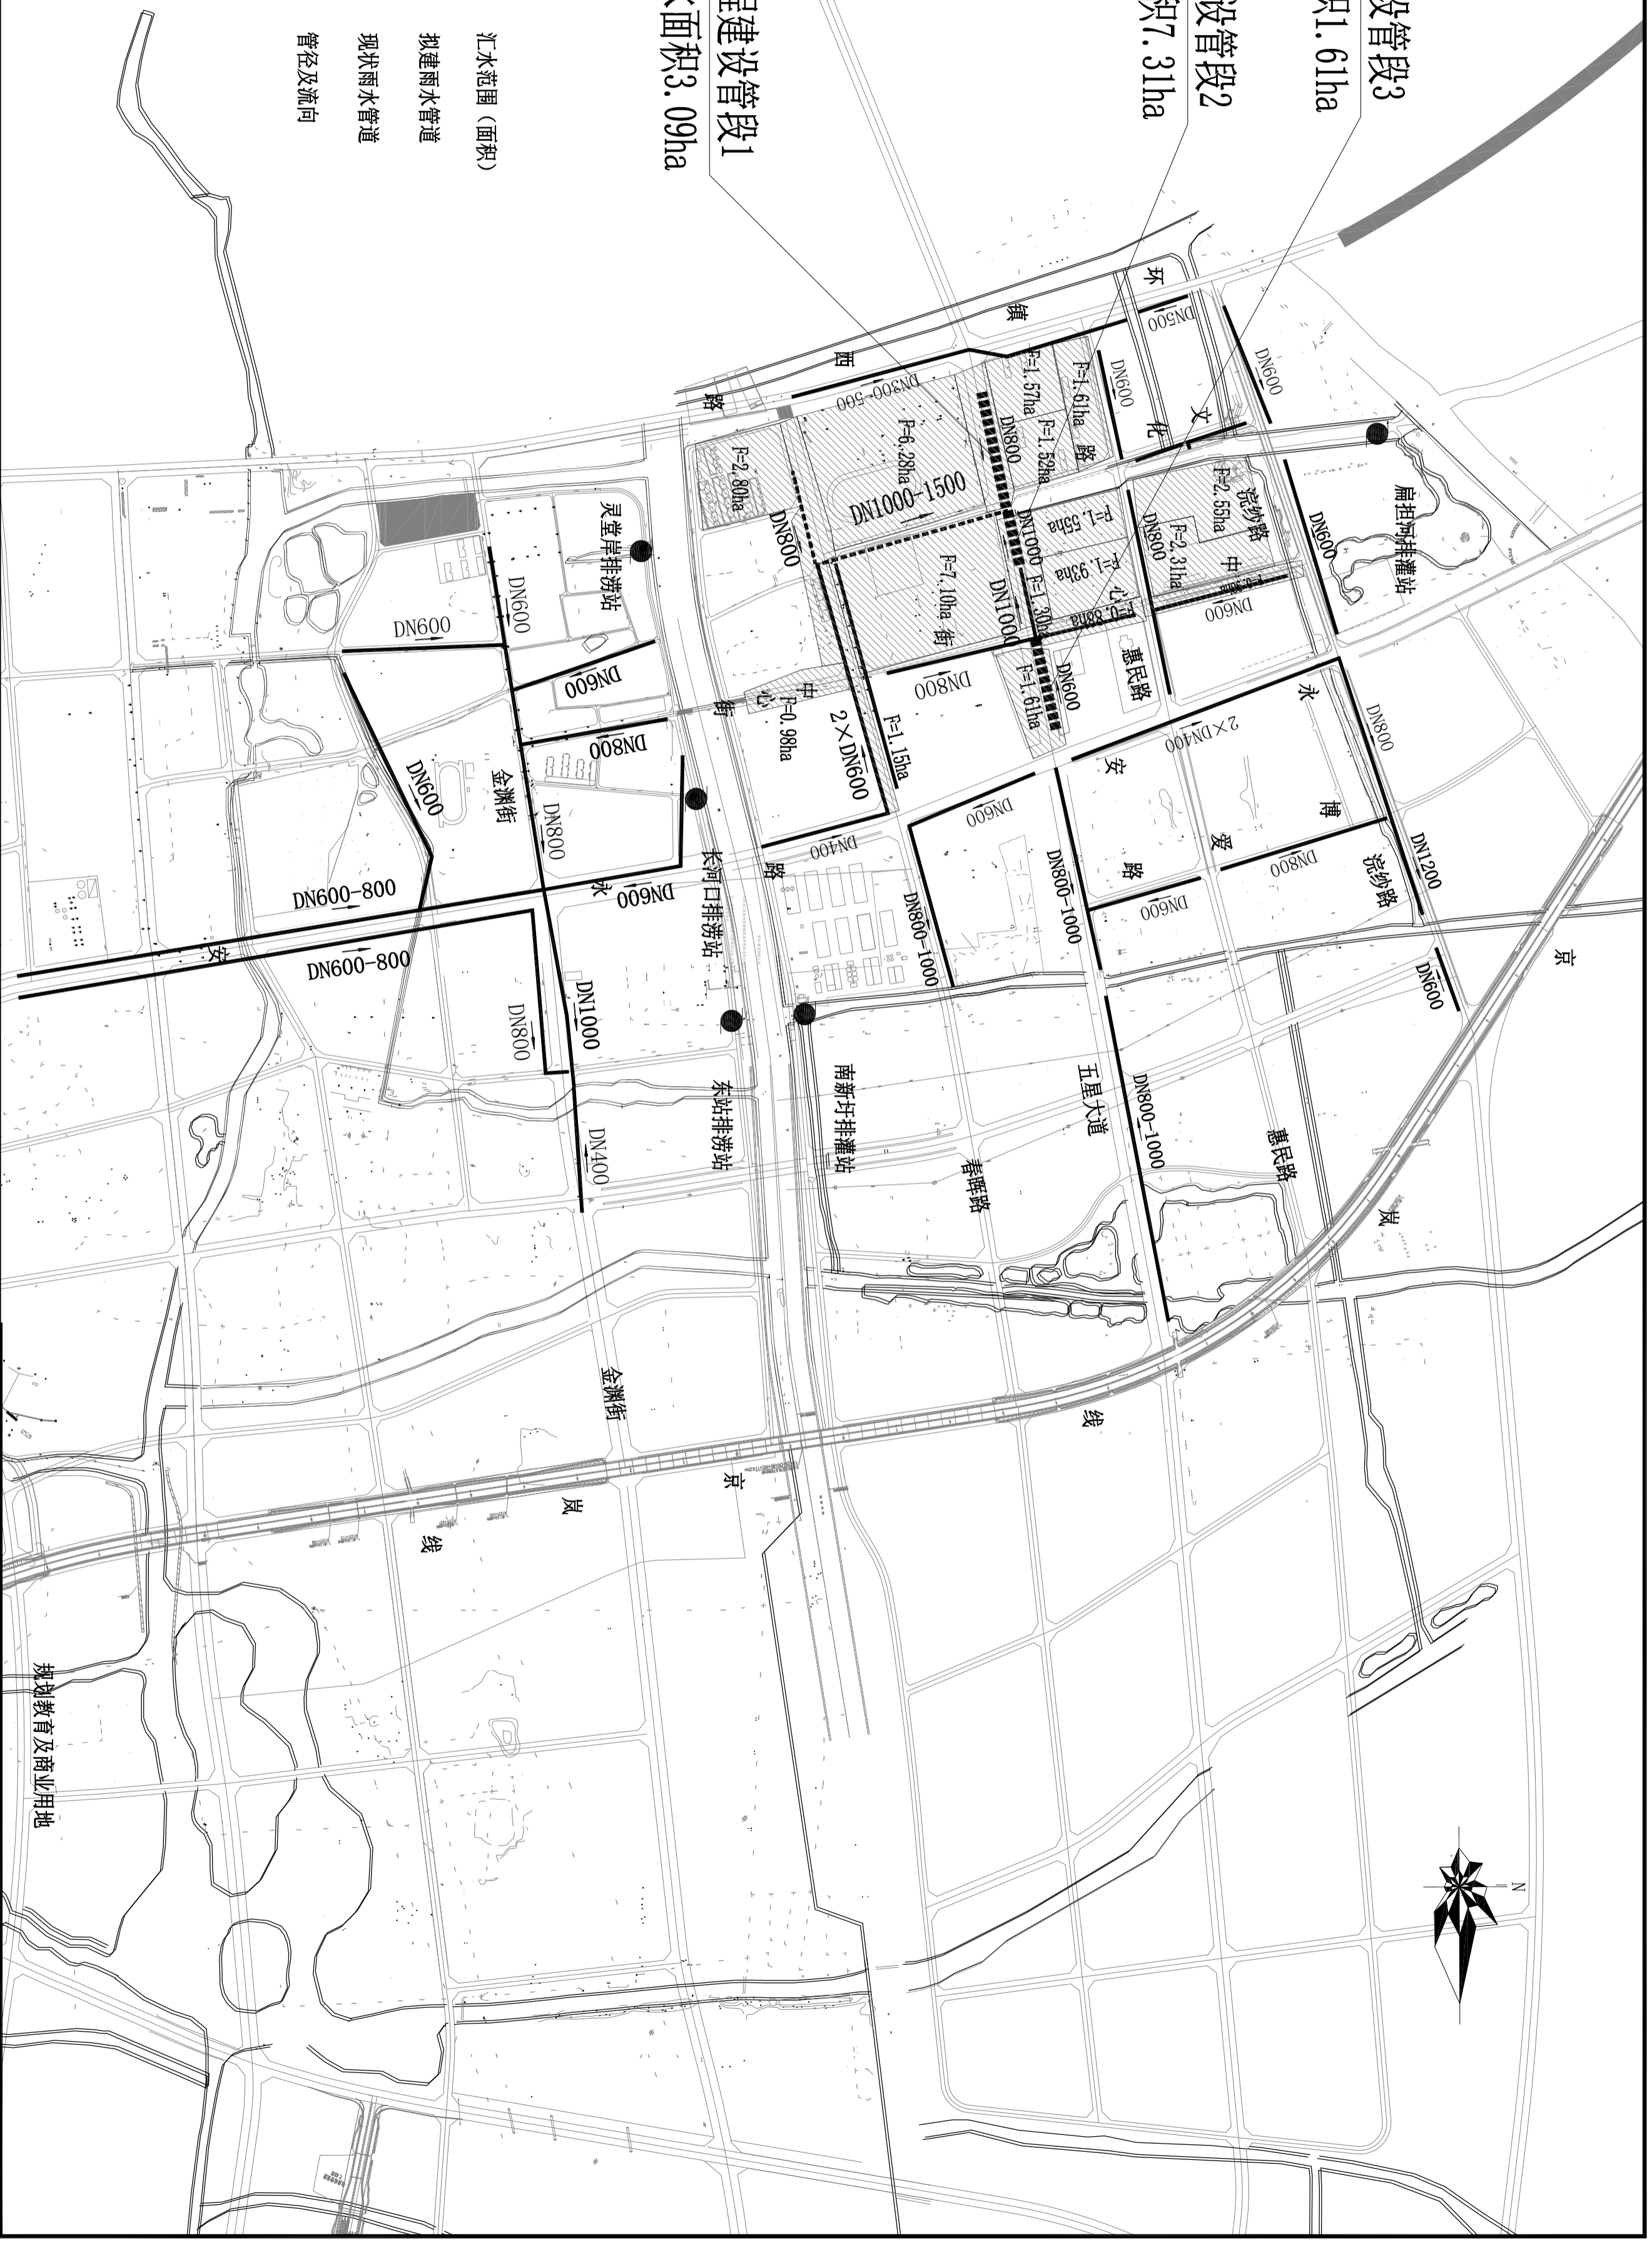 设管段3
积1.61ha
设管段2
积7.31ha
程建设管段1
水面积3.09ha
汇水范围（面积）
拟建雨水管道
现状雨水管道
管径及流向
环
镇
西
路
DN500
DN600
DN600
文
化
路
DN300-500
F=1.57ha
F=1.61ha
F=1.52ha
DN800
F=6.28ha
DN1000-1500
F=2.80ha
DN800
DN1000
F=1.55ha
F=1.93ha
F=1.30ha
F=0.88ha
DN1000
F=7.10ha
DN800
F=2.31ha
F=2.55ha
浣纱路
DN600
扁担河排灌站
中
心
街
DN600
惠民路
DN600
F=1.61ha
DN800
F=1.15ha
2×DN600
中
心
街
F=0.98ha
灵堂岸排涝站
DN600
DN600
DN600
DN800
DN600
金渊街
DN800
DN600-800
DN600-800
永
安
路
DN600
长河口排涝站
DN400
DN600
DN800-1000
2×DN400
永
安
DN800
博
爱
路
DN800
DN600
DN1200
浣纱路
DN600
DN800-1000
DN800-1000
五星大道
惠民路
春晖路
南新圩排灌站
东站排涝站
DN1000
DN800
DN400
金渊街
京
岚
线
京
岚
线
规划教育及商业用地
N